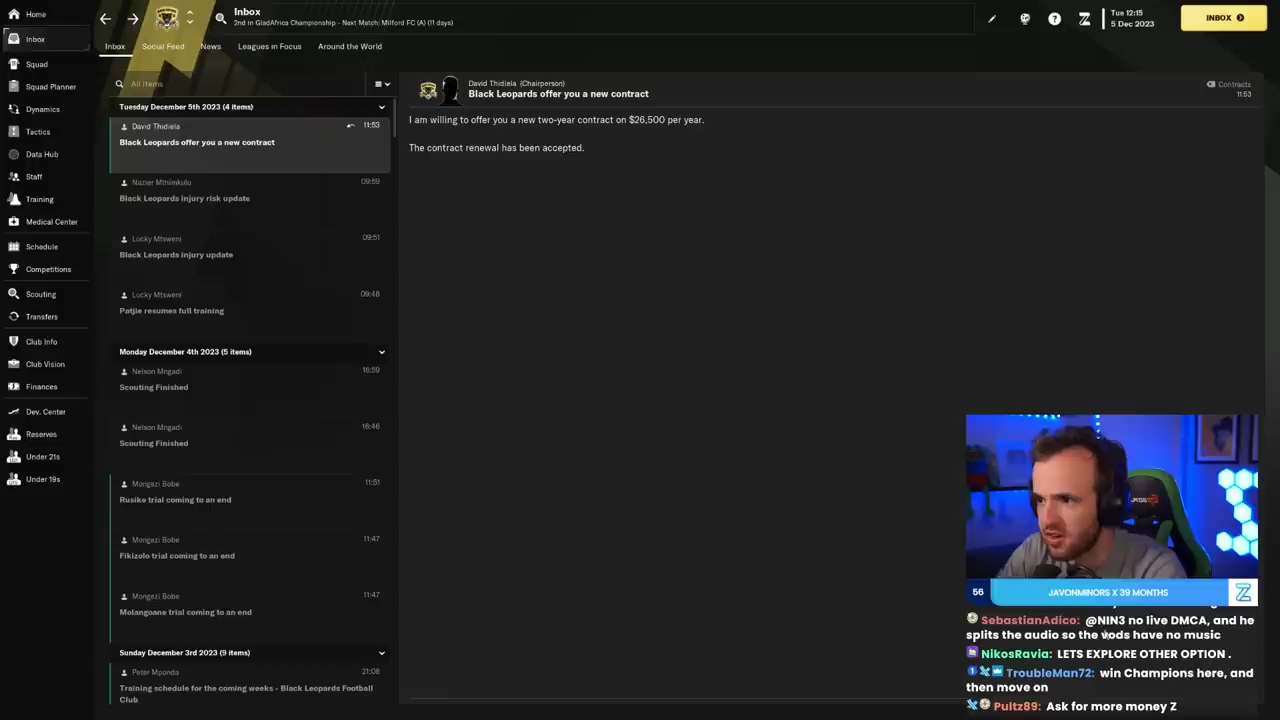 Home
Inbox
Squad
Squad Planner
Dynamics
Tactics
Data Hub
Staff
Training
Medical Center
Schedule
Competitions
Scouting
Transfers
Club Info
Club Vision
Finances
Dev. Center
Reserves
Under 21s
Under 19s
Inbox
2nd in GladAfrica Championship - Next Match: Milford FC (A) (11 days)
Tue 12:15
5 Dec 2023
INBOX
Inbox
Social Feed
News
Leagues in Focus
Around the World
All Items
Tuesday December 5th 2023 (4 items)
David Thidiela
11:53
Black Leopards offer you a new contract
Nazier Mthimkulu
09:59
Black Leopards injury risk update
Lucky Mtsweni
09:51
Black Leopards injury update
Lucky Mtsweni
09:48
Patjie resumes full training
Monday December 4th 2023 (5 items)
Nelson Mngadi
16:59
Scouting Finished
Nelson Mngadi
16:46
Scouting Finished
Mongezi Bobe
11:51
Rusike trial coming to an end
Mongezi Bobe
11:47
Fikizolo trial coming to an end
Mongezi Bobe
11:47
Molangoane trial coming to an end
Sunday December 3rd 2023 (9 items)
Peter Mponda
21:08
Training schedule for the coming weeks - Black Leopards Football
Club
David Thidiela (Chairperson)
Black Leopards offer you a new contract
Contracts
11:53
I am willing to offer you a new two-year contract on $26,500 per year.
The contract renewal has been accepted.
56
JAVONMINORS X 39 MONTHS
Z
SebastianAdico: @NIN3 no live DMCA, and he
splits the audio so the vods have no music
NikosRavia: LETS EXPLORE OTHER OPTION .
TroubleMan72: win Champions here, and
then move on
Pultz89: Ask for more money Z